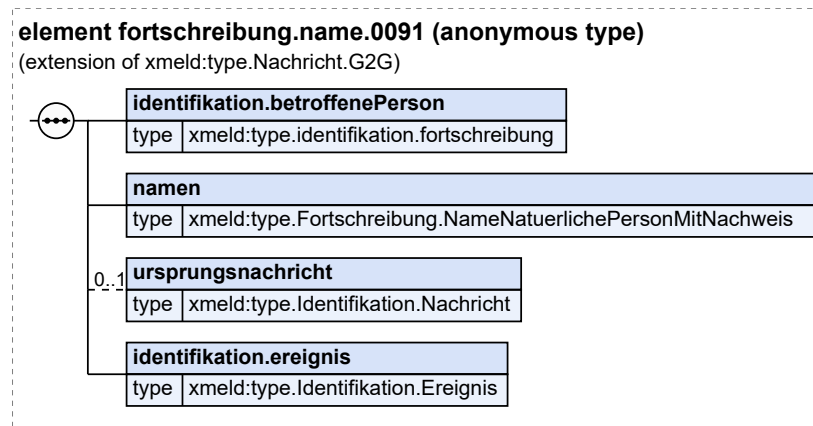 element fortschreibung.name.0091 (anonymous type)
(extension of xmeld:type.Nachricht.G2G)
identifikation.betroffenePerson
type xmeld:type.identifikation.fortschreibung
namen
type xmeld:type.Fortschreibung.NameNatuerlichePersonMitNachweis
0..1 ursprungsnachricht
type xmeld:type.Identifikation.Nachricht
identifikation.ereignis
type xmeld:type.Identifikation.Ereignis